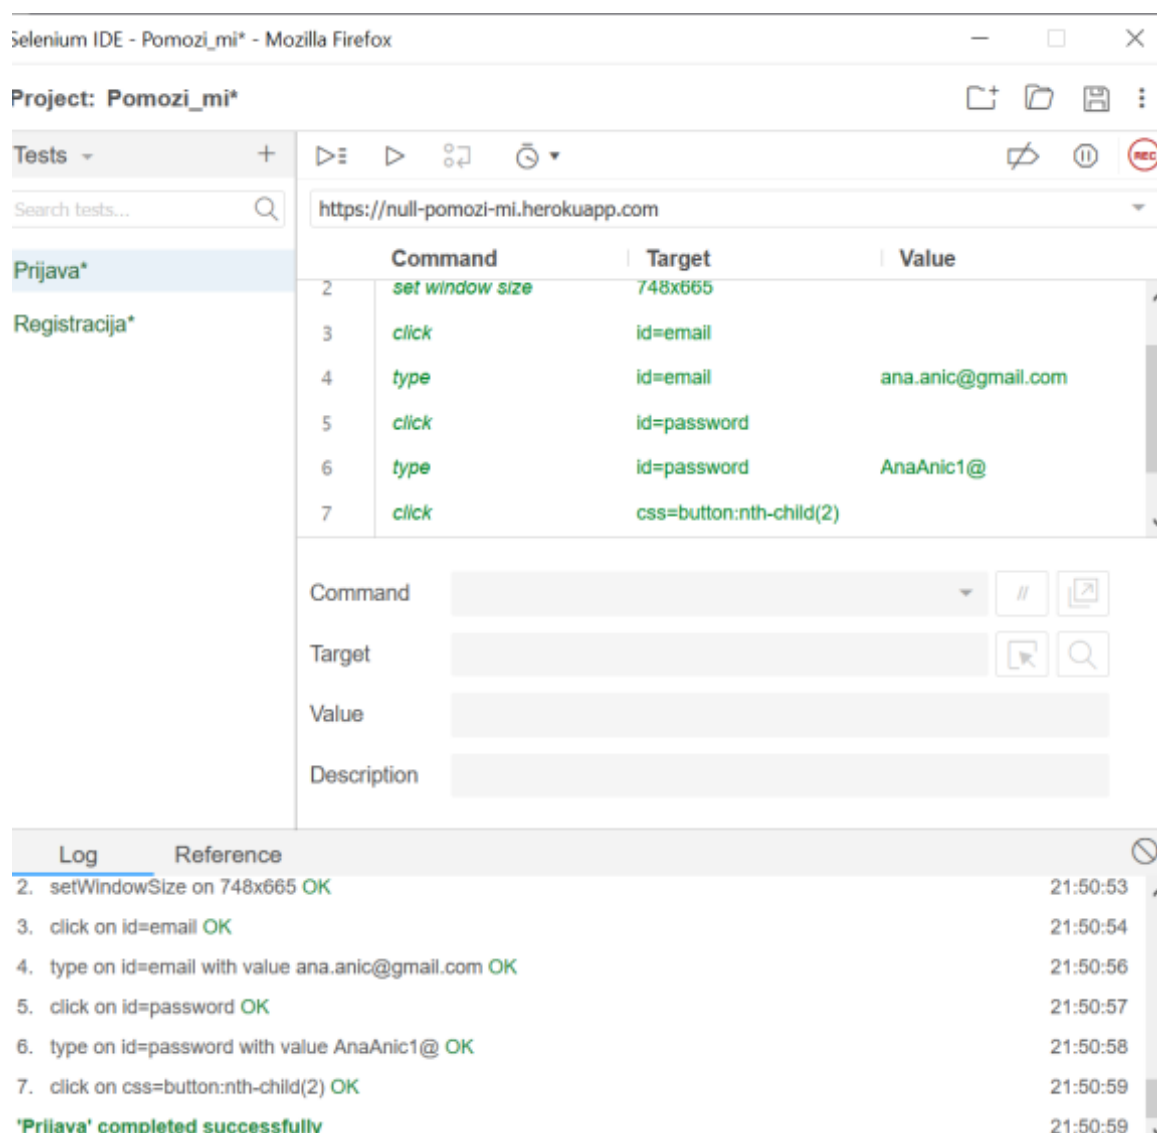 Selenium IDE - Pomozi_mi* - Mozilla Firefox
Project: Pomozi_mi*
Tests
Search tests...
Prijava*
Registracija*
REC
https://null-pomozi-mi.herokuapp.com
Command Target Value
2 set window size 748x665
3 click id=email
4 type id=email ana.anic@gmail.com
5 click id=password
6 type id=password AnaAnic1@
7 click css=button:nth-child(2)
Command //
Target
Value
Description
Log Reference
2. setWindowSize on 748x665 OK 21:50:53
3. click on id=email OK 21:50:54
4. type on id=email with value ana.anic@gmail.com OK 21:50:56
5. click on id=password OK 21:50:57
6. type on id=password with value AnaAnic1@ OK 21:50:58
7. click on css=button:nth-child(2) OK 21:50:59
'Prijava' completed successfully 21:50:59